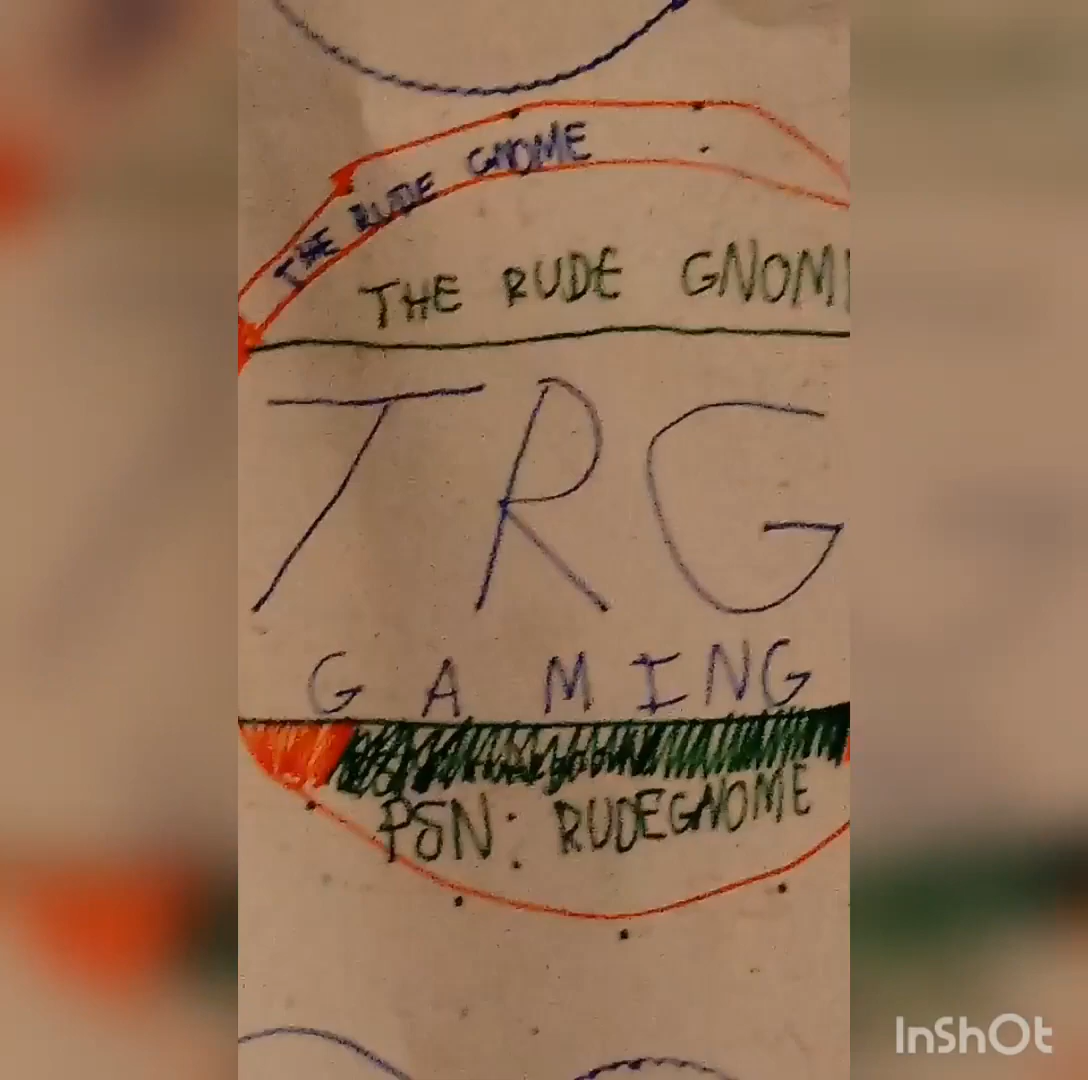 THE RUDE GNOME
THE RUDE GNOM
TRG
GAMING
PSN: RUDEGNOME
InShOt